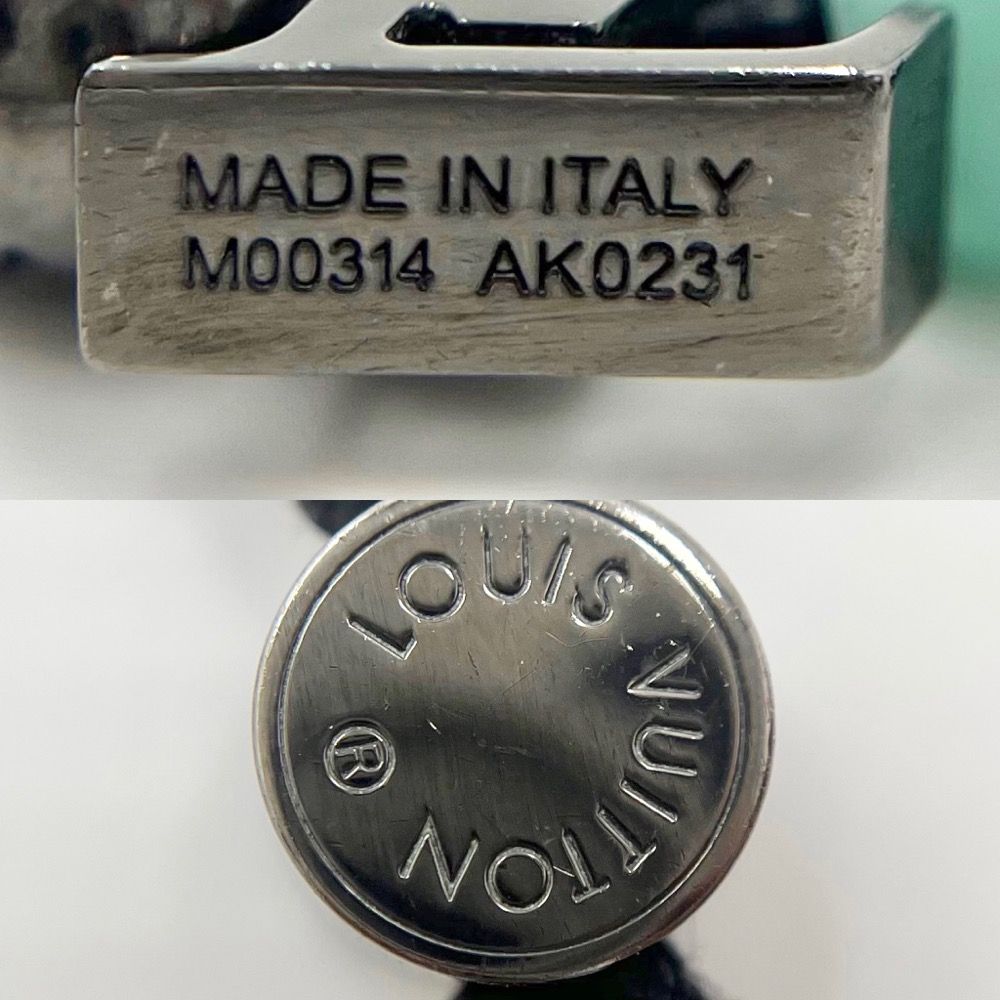 MADE IN ITALY
M00314 AK0231
LOUIS VUITTON ®